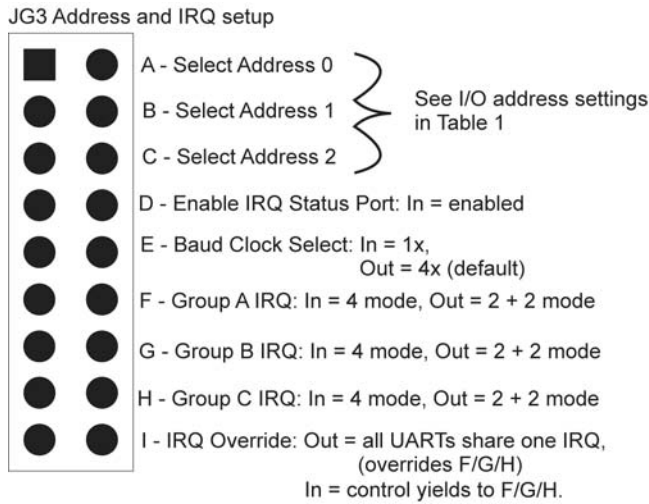 JG3 Address and IRQ setup
A - Select Address 0
B - Select Address 1
C - Select Address 2
See I/O address settings
in Table 1
D - Enable IRQ Status Port: In = enabled
E - Baud Clock Select: In = 1x,
Out = 4x (default)
F - Group A IRQ: In = 4 mode, Out = 2 + 2 mode
G - Group B IRQ: In = 4 mode, Out = 2 + 2 mode
H - Group C IRQ: In = 4 mode, Out = 2 + 2 mode
I - IRQ Override: Out = all UARTs share one IRQ,
(overrides F/G/H)
In = control yields to F/G/H.